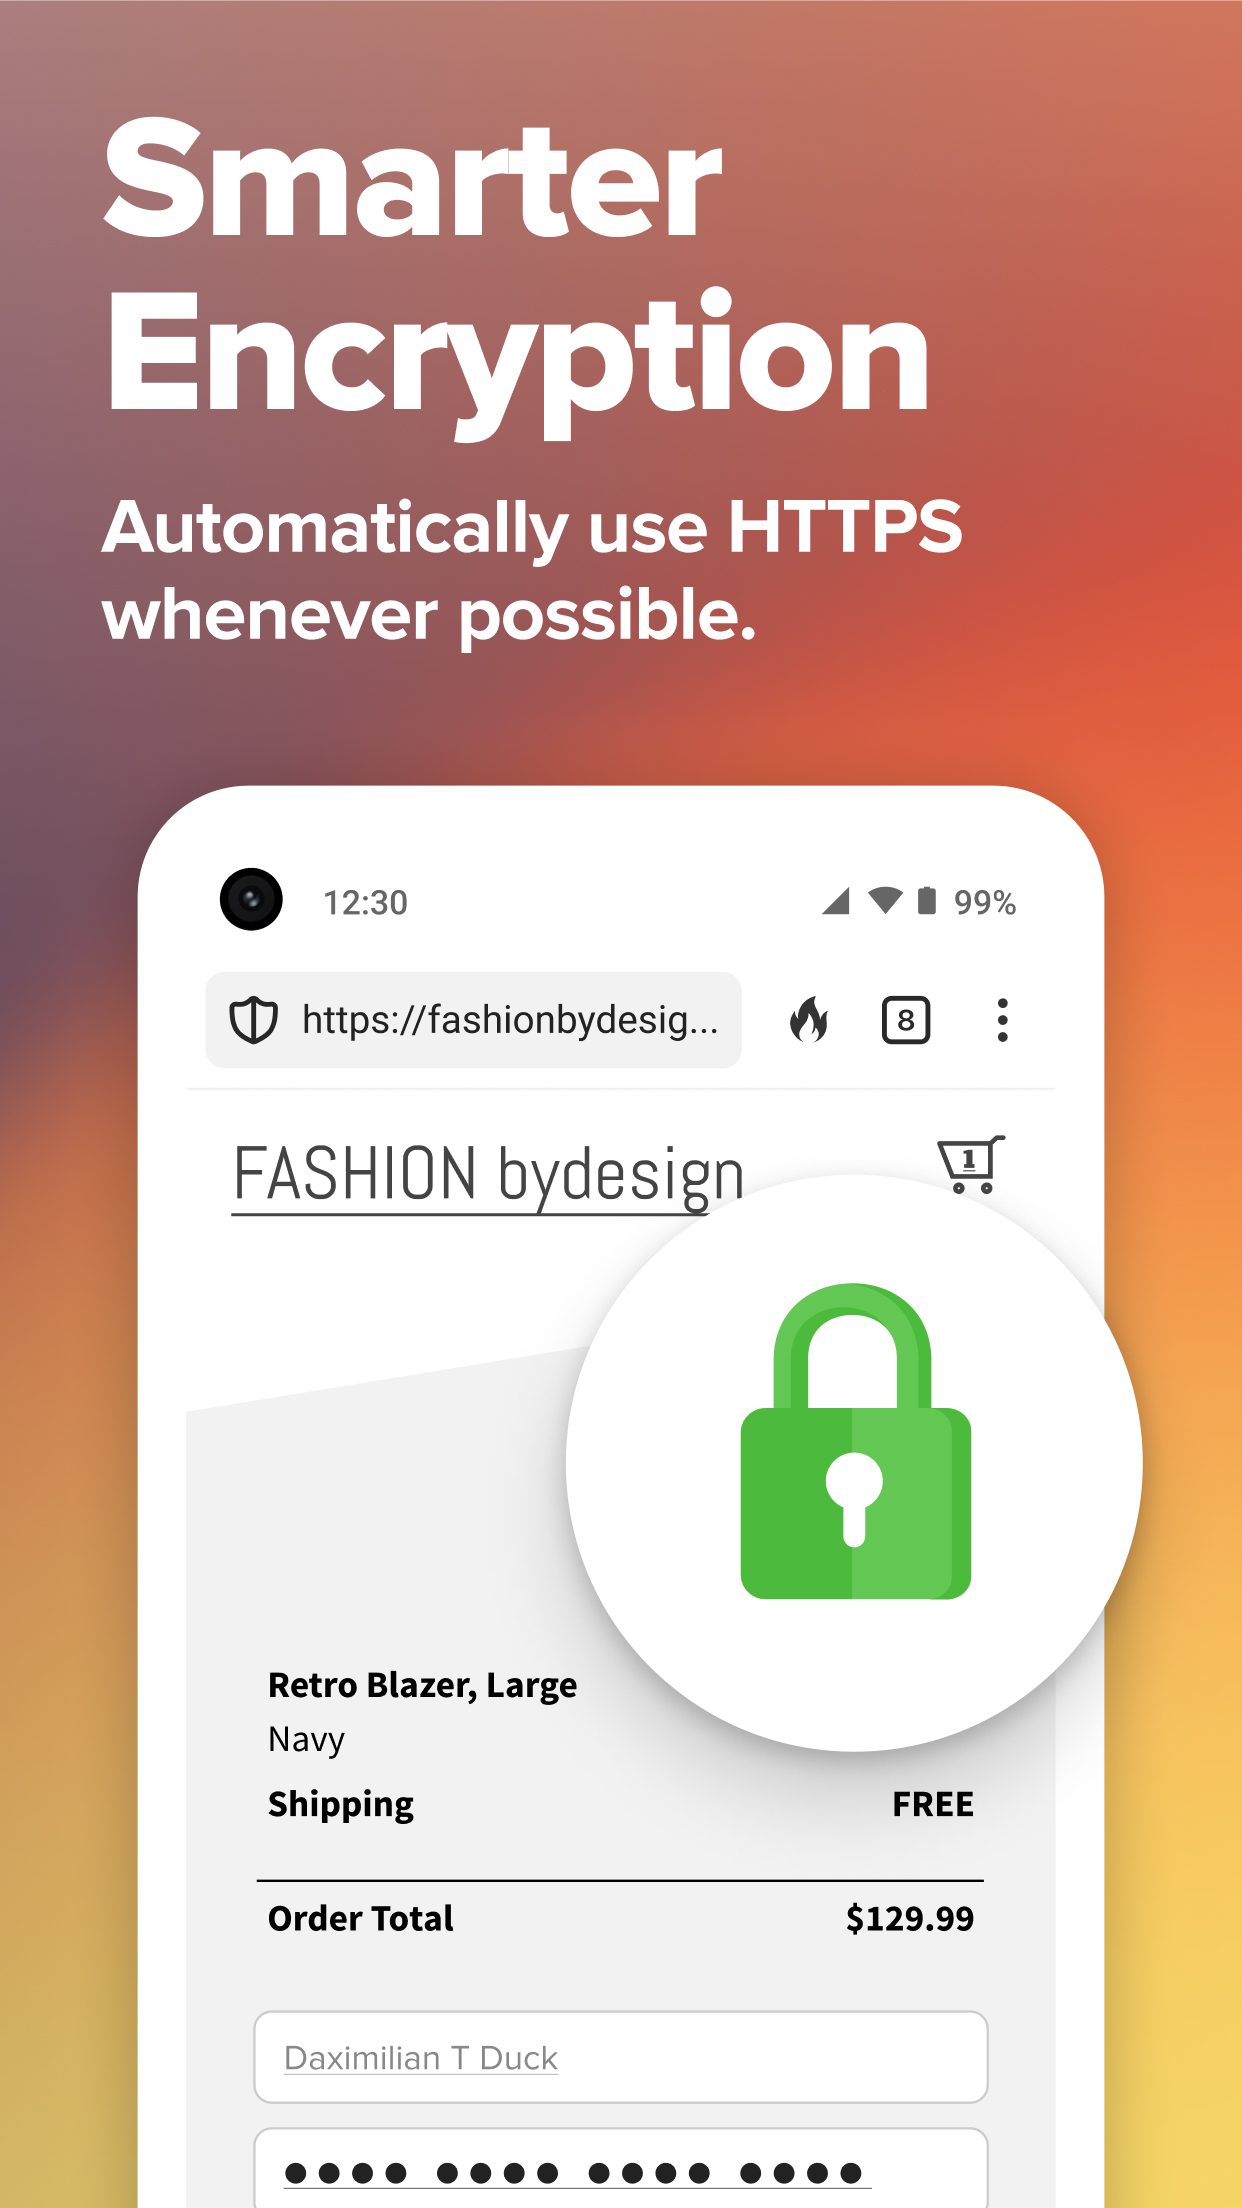 Smarter
Encryption
Automatically use HTTPS
whenever possible.
12:30 99%
https://fashionbydesig... 8
FASHION bydesign 1
Retro Blazer, Large
Navy
Shipping FREE
Order Total $129.99
Daximilian T Duck
●●●● ●●●● ●●●● ●●●●